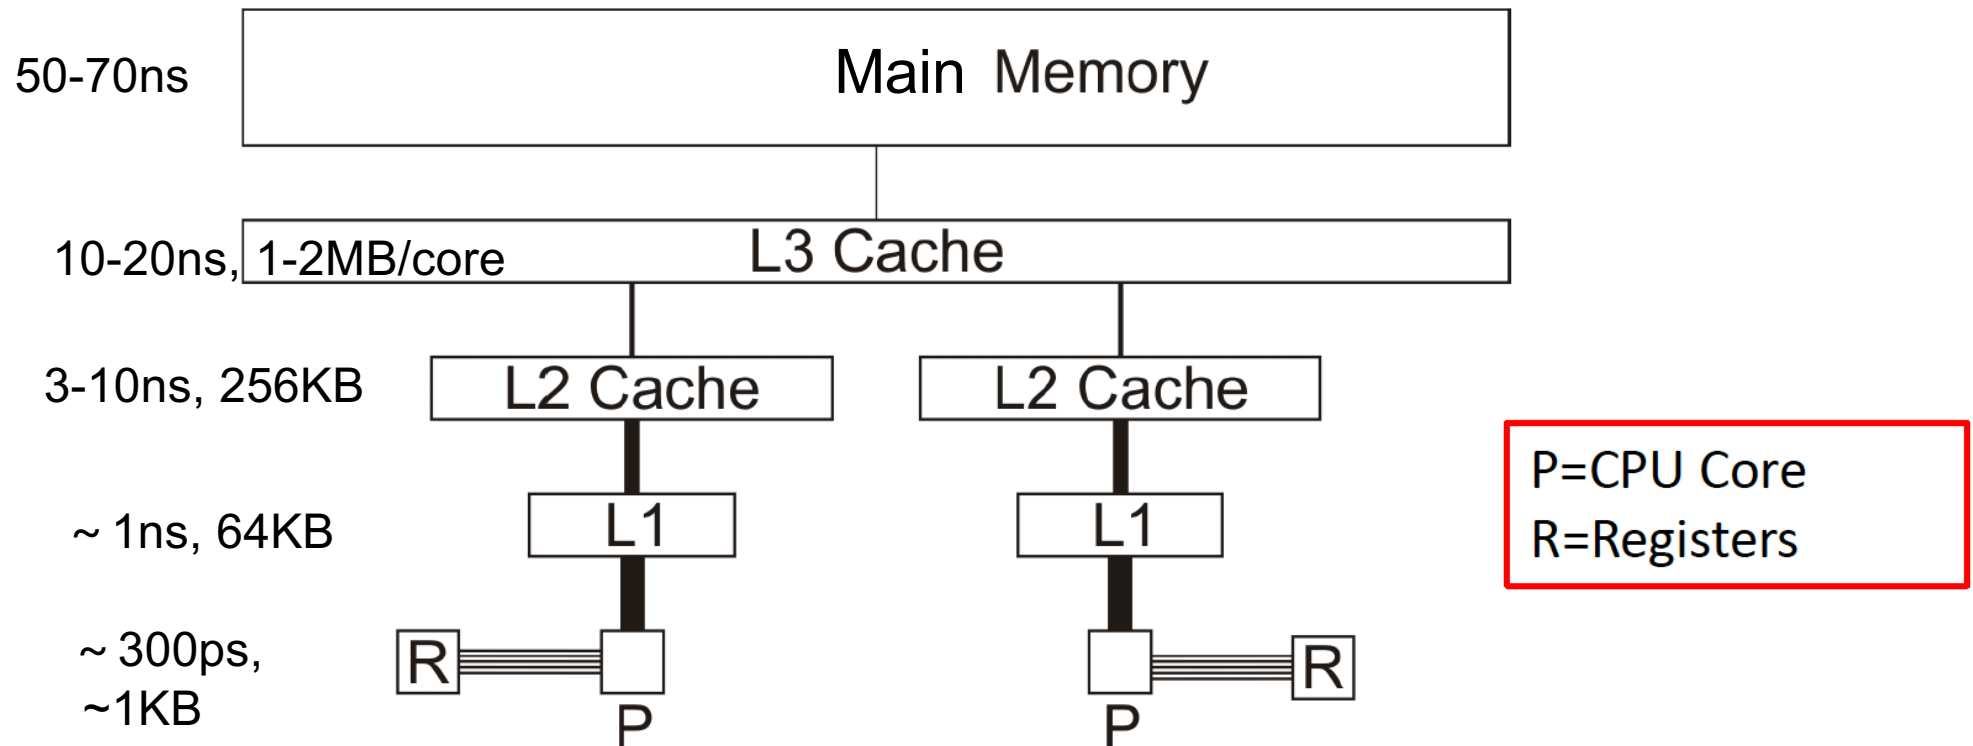 50-70ns
Main Memory
10-20ns, 1-2MB/core
L3 Cache
3-10ns, 256KB
L2 Cache
L2 Cache
~ 1ns, 64KB
L1
L1
P=CPU Core
R=Registers
~ 300ps,
~1KB
R
R
P
P